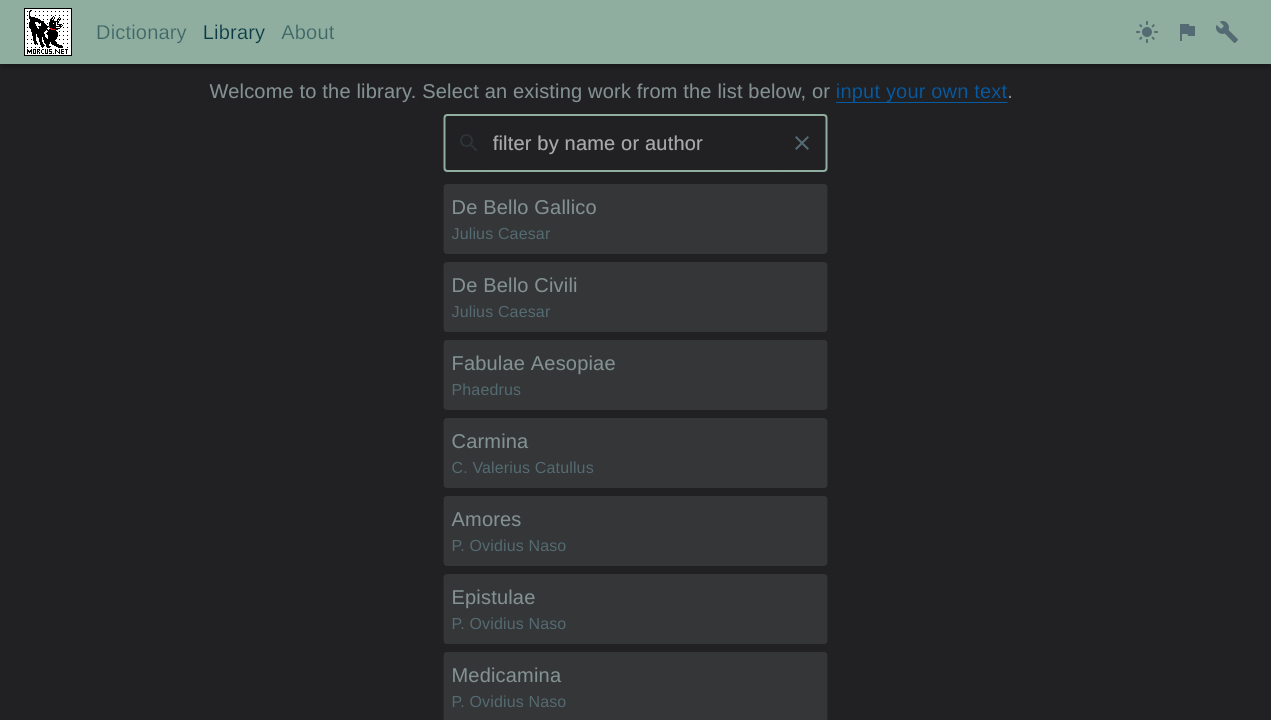 MORCUS.NET
Dictionary Library About
Welcome to the library. Select an existing work from the list below, or input your own text.
filter by name or author
De Bello Gallico
Julius Caesar
De Bello Civili
Julius Caesar
Fabulae Aesopiae
Phaedrus
Carmina
C. Valerius Catullus
Amores
P. Ovidius Naso
Epistulae
P. Ovidius Naso
Medicamina
P. Ovidius Naso